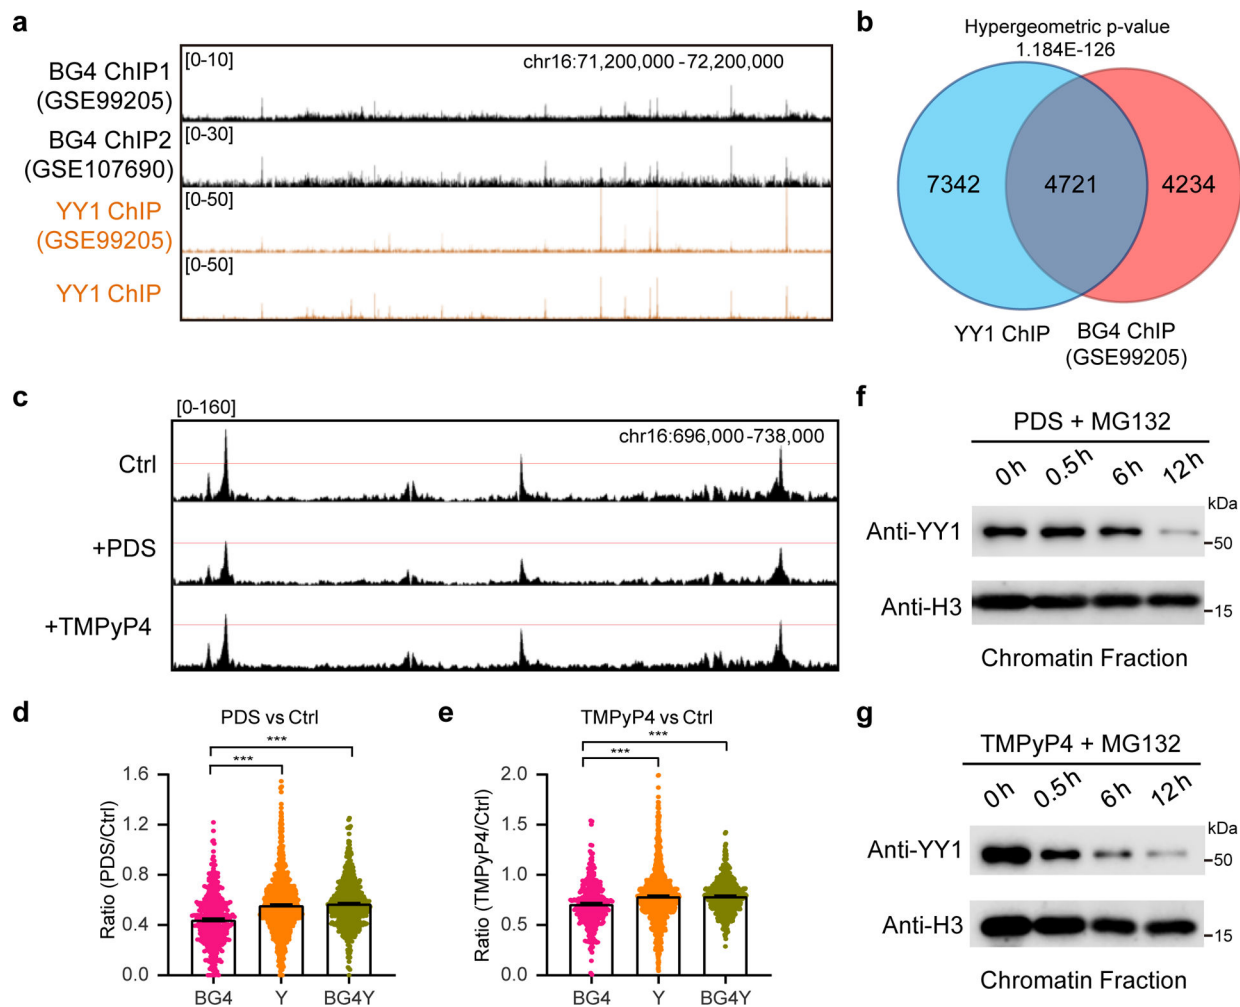 a
BG4 ChIP1
(GSE99205)
[0-10]
chr16:71,200,000 -72,200,000
BG4 ChIP2
(GSE107690)
[0-30]
YY1 ChIP
(GSE99205)
[0-50]
YY1 ChIP
[0-50]
b
Hypergeometric p-value
1.184E-126
7342
4721
4234
YY1 ChIP
BG4 ChIP
(GSE99205)
c
[0-160]
chr16:696,000-738,000
Ctrl
+PDS
+TMPyP4
d
PDS vs Ctrl
***
***
Ratio (PDS/Ctrl)
1.6
1.2
0.8
0.4
0.0
BG4
Y
BG4Y
e
TMPyP4 vs Ctrl
***
***
Ratio (TMPyP4/Ctrl)
2.0
1.5
1.0
0.5
0.0
BG4
Y
BG4Y
f
PDS + MG132
0h 0.5h 6h 12h
kDa
Anti-YY1
50
Anti-H3
15
Chromatin Fraction
g
TMPyP4 + MG132
0h 0.5h 6h 12h
kDa
Anti-YY1
50
Anti-H3
15
Chromatin Fraction